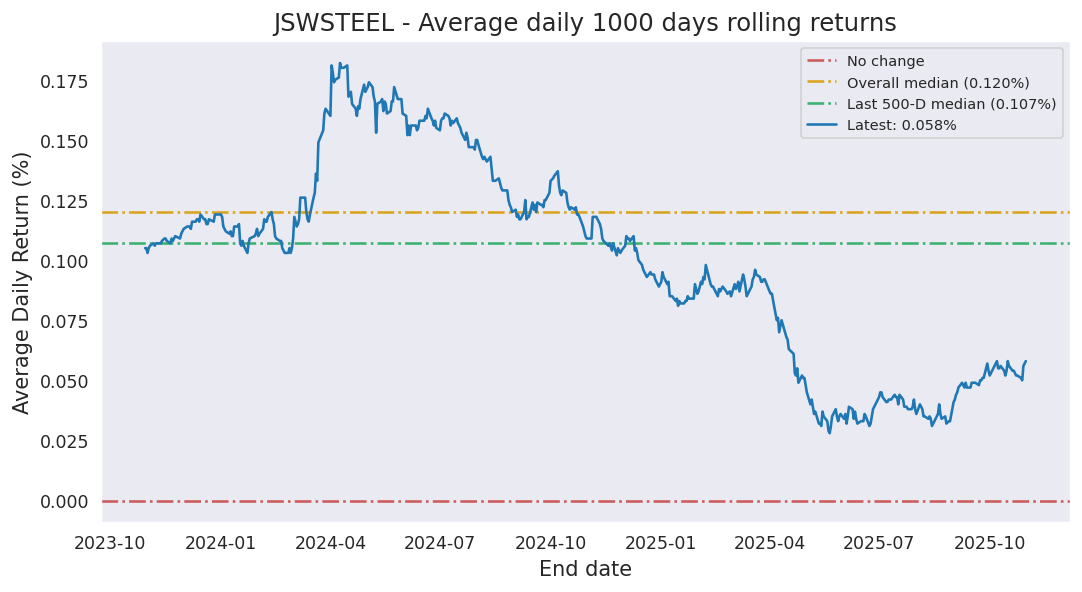 JSWSTEEL - Average daily 1000 days rolling returns
No change
Overall median (0.120%)
Last 500-D median (0.107%)
Latest: 0.058%
Average Daily Return (%)
0.175
0.150
0.125
0.100
0.075
0.050
0.025
0.000
2023-10 2024-01 2024-04 2024-07 2024-10 2025-01 2025-04 2025-07 2025-10
End date